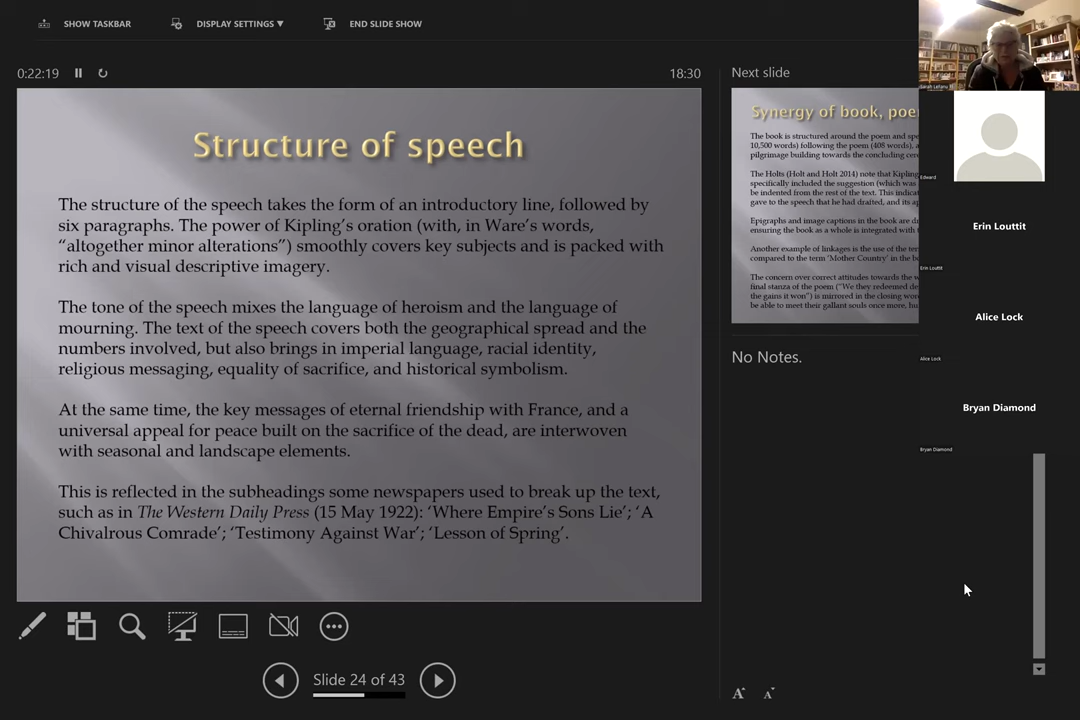 SHOW TASKBAR
DISPLAY SETTINGS ▼
END SLIDE SHOW
0:22:19
18:30
Structure of speech
The structure of the speech takes the form of an introductory line, followed by
six paragraphs. The power of Kipling’s oration (with, in Ware’s words,
“altogether minor alterations”) smoothly covers key subjects and is packed with
rich and visual descriptive imagery.
The tone of the speech mixes the language of heroism and the language of
mourning. The text of the speech covers both the geographical spread and the
numbers involved, but also brings in imperial language, racial identity,
religious messaging, equality of sacrifice, and historical symbolism.
At the same time, the key messages of eternal friendship with France, and a
universal appeal for peace built on the sacrifice of the dead, are interwoven
with seasonal and landscape elements.
This is reflected in the subheadings some newspapers used to break up the text,
such as in The Western Daily Press (15 May 1922): ‘Where Empire’s Sons Lie’; ‘A
Chivalrous Comrade’; ‘Testimony Against War’; ‘Lesson of Spring’.
Slide 24 of 43
Next slide
Synergy of book, poe
The book is structured around the poem and spe
10,500 words) following the poem (408 words), a
pilgrimage building towards the concluding cere
The Holts (Holt and Holt 2014) note that Kipling
specifically included the suggestion (which was
be indented from the rest of the text. This indicat
gave to the speech that he had drafted, and its ap
Epigraphs and image captions in the book are dr
ensuring the book as a whole is integrated with t
Another example of linkages is the use of the ter
compared to the term ‘Mother Country’ in the bo
The concern over correct attitudes towards the w
final stanza of the poem (“We they redeemed de
the gains it won”) is mirrored in the closing wor
be able to meet their gallant souls once more, hu
No Notes.
A A
Edward
Erin Louttit
Erin Louttit
Alice Lock
Alice Lock
Bryan Diamond
Bryan Diamond